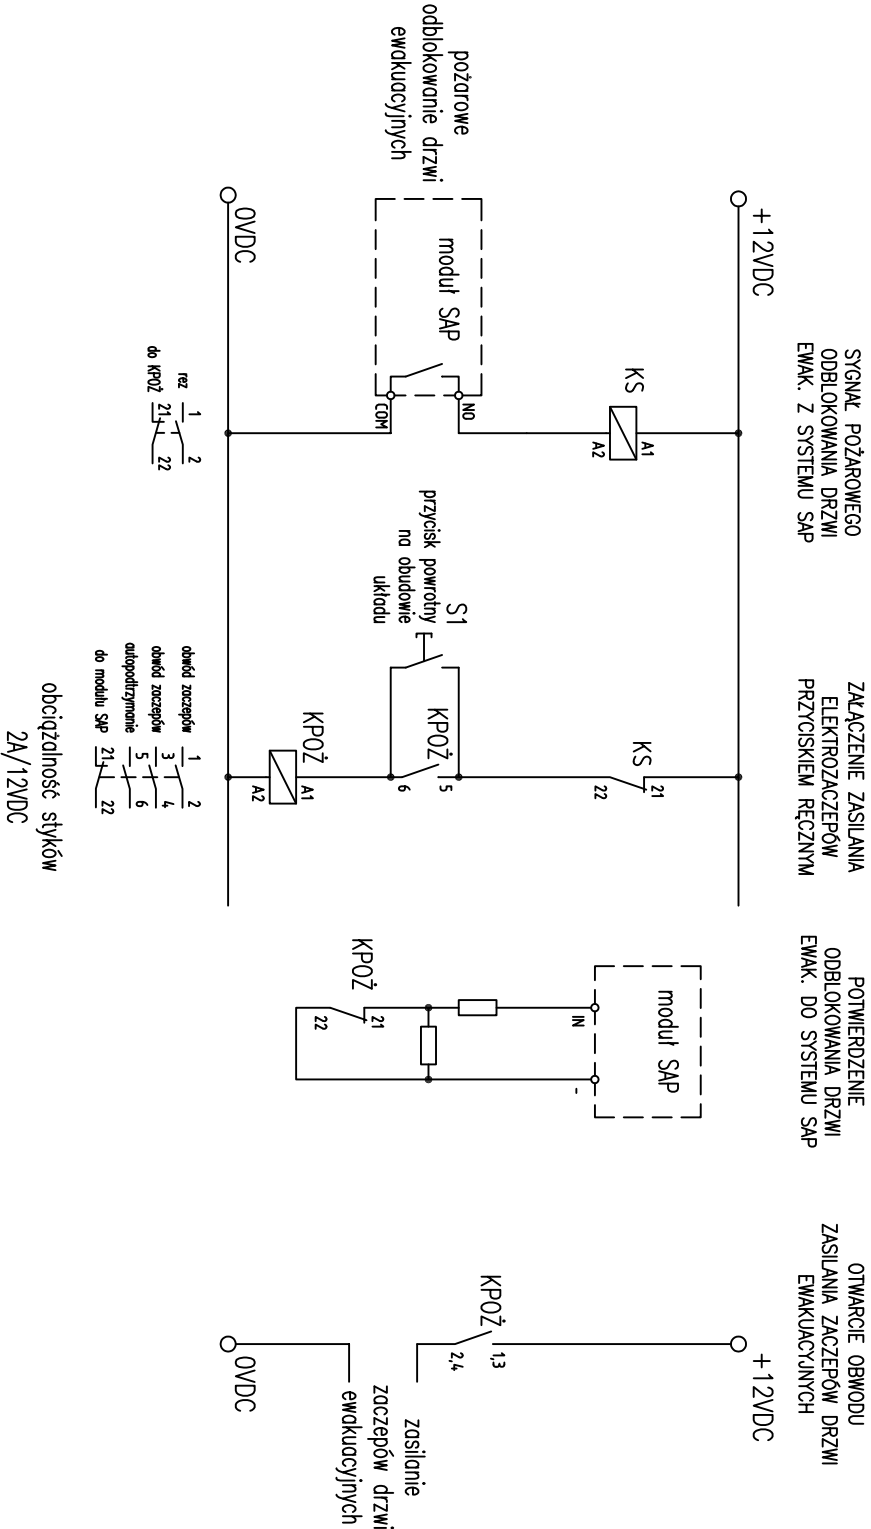 SYGNAŁ POŻAROWEGO
ODBLOKOWANIA DRZWI
EWAK. Z SYSTEMU SAP
ZAŁĄCZENIE ZASILANIA
ELEKTROZACZEPÓW
PRZYCISKIEM RĘCZNYM
POTWIERDZENIE
ODBLOKOWANIA DRZWI
EWAK. DO SYSTEMU SAP
OTWARCIE OBWODU
ZASILANIA ZACZEPÓW DRZWI
EWAKUACYJNYCH
+12VDC
KS
A1
A2
pożarowe
odblokowanie drzwi
ewakuacyjnych
moduł SAP
NO
COM
0VDC
KS
21
22
S1
przycisk powrotny
na obudowie
układu
KPOŻ
5
6
KPOŻ
A1
A2
moduł SAP
IN
-
KPOŻ
21
22
+12VDC
KPOŻ
1,3
2,4
zasilanie
zaczepów drzwi
ewakuacyjnych
0VDC
rez 1 2
do KPOŻ 21 22
obwód zaczepów 1 2
obwód zaczepów 3 4
autopodtrzymanie 5 6
do modułu SAP 21 22
obciążalność styków
2A/12VDC